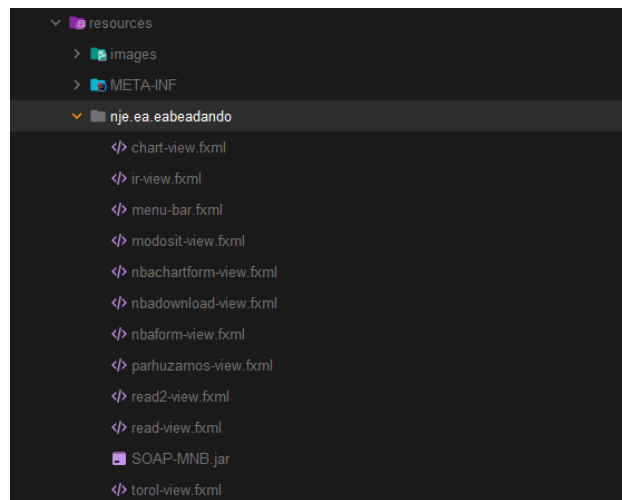 resources
images
META-INF
nje.ea.eabeadando
chart-view.fxml
ir-view.fxml
menu-bar.fxml
modosit-view.fxml
nbachartform-view.fxml
nbadownload-view.fxml
nbaform-view.fxml
parhuzamos-view.fxml
read2-view.fxml
read-view.fxml
SOAP-MNB.jar
torol-view.fxml